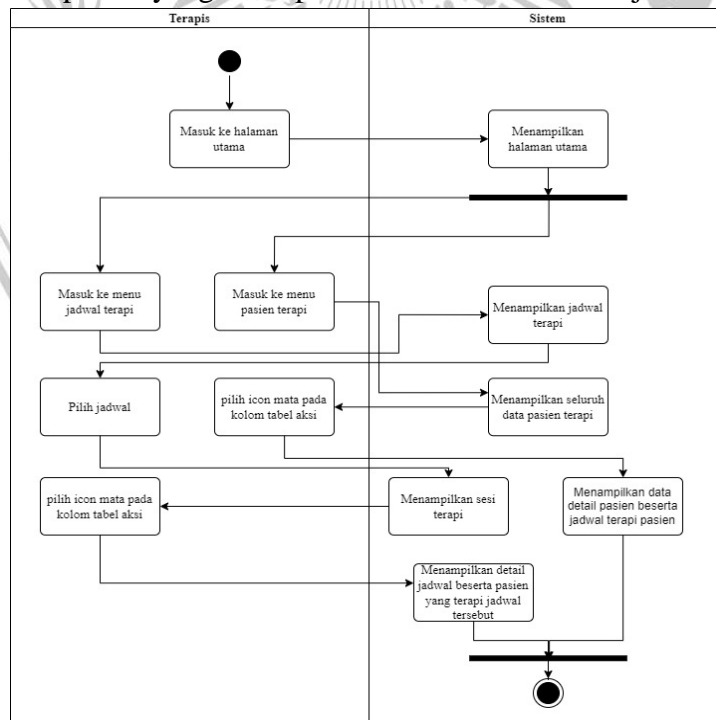 Terapis
Sistem
Masuk ke halaman
utama
Menampilkan
halaman utama
Masuk ke menu
jadwal terapi
Masuk ke menu
pasien terapi
Menampilkan jadwal
terapi
Pilih jadwal
pilih icon mata pada
kolom tabel aksi
Menampilkan seluruh
data pasien terapi
pilih icon mata pada
kolom tabel aksi
Menampilkan sesi
terapi
Menampilkan data
detail pasien beserta
jadwal terapi pasien
Menampilkan detail
jadwal beserta pasien
yang terapi jadwal
tersebut